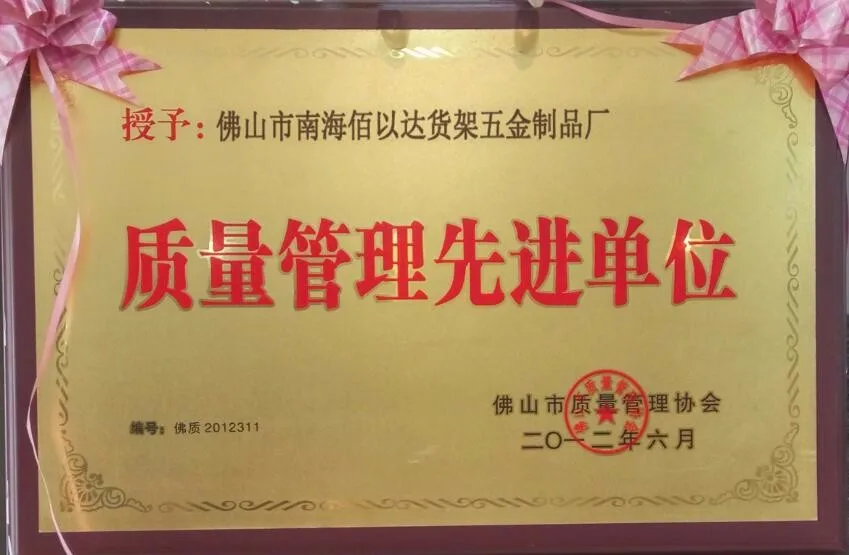 授予：佛山市南海佰以达货架五金制品厂
质量管理先进单位
编号：佛质 2012311
佛山市质量管理协会
二〇一二年六月